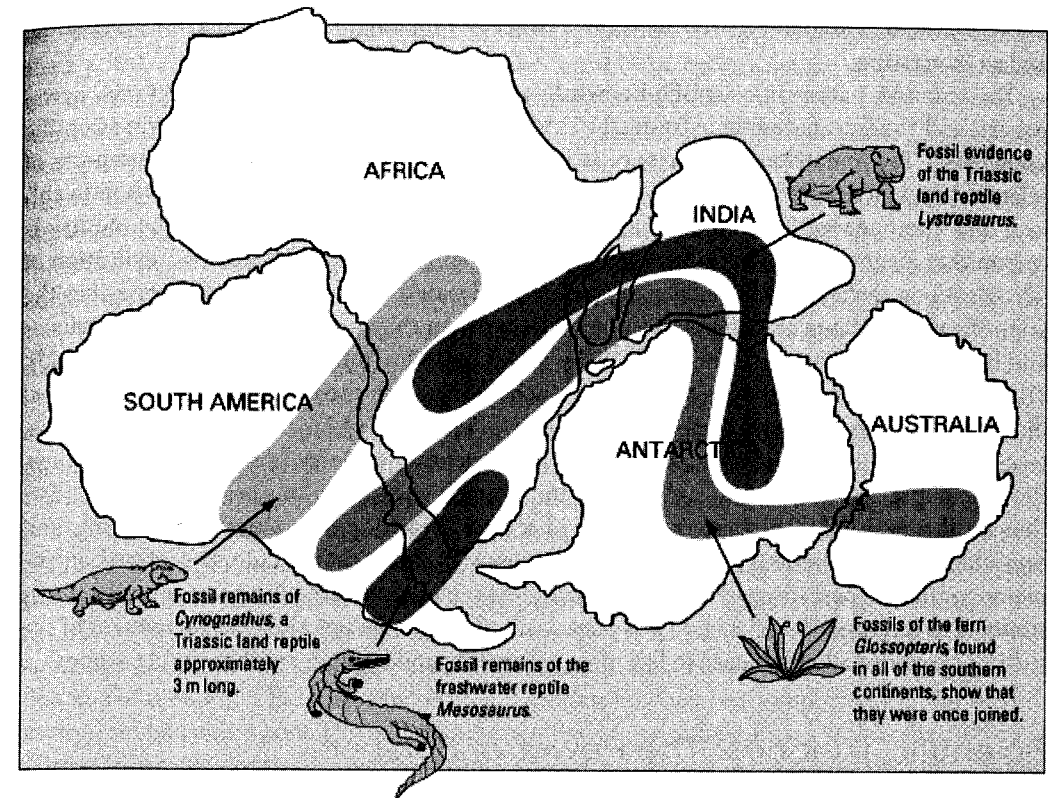 AFRICA
INDIA
Fossil evidence
of the Triassic
land reptile
Lystrosaurus.
SOUTH AMERICA
ANTARCT
AUSTRALIA
Fossil remains of
Cynognathus, a
Triassic land reptile
approximately
3 m long.
Fossil remains of the
freshwater reptile
Mesosaurus.
Fossils of the fern
Glossopteris, found
in all of the southern
continents, show that
they were once joined.